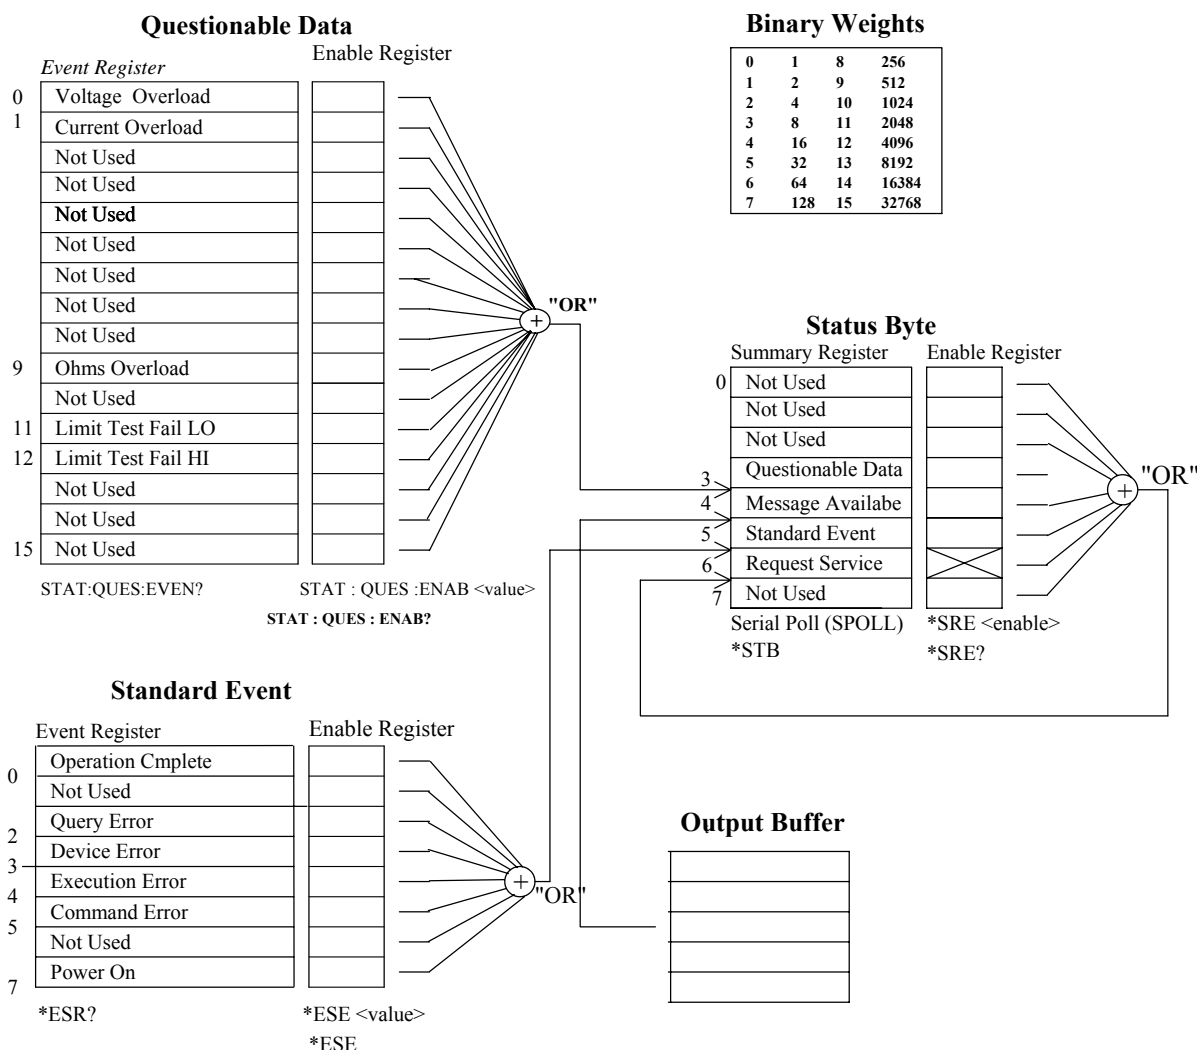 Questionable Data
Event Register
Enable Register
0 Voltage Overload
1 Current Overload
Not Used
Not Used
Not Used
Not Used
Not Used
Not Used
Not Used
9 Ohms Overload
Not Used
11 Limit Test Fail LO
12 Limit Test Fail HI
Not Used
Not Used
15 Not Used
STAT:QUES:EVEN?
STAT : QUES :ENAB <value>
STAT : QUES : ENAB?
+ "OR"
Binary Weights
0 1 8 256
1 2 9 512
2 4 10 1024
3 8 11 2048
4 16 12 4096
5 32 13 8192
6 64 14 16384
7 128 15 32768
Status Byte
Summary Register
Enable Register
0 Not Used
Not Used
Not Used
3 Questionable Data
4 Message Availabe
5 Standard Event
6 Request Service
7 Not Used
Serial Poll (SPOLL)
*STB
*SRE <enable>
*SRE?
+ "OR"
Standard Event
Event Register
Enable Register
0 Operation Cmplete
Not Used
2 Query Error
3 Device Error
4 Execution Error
5 Command Error
Not Used
7 Power On
*ESR?
*ESE <value>
*ESE
+ "OR"
Output Buffer